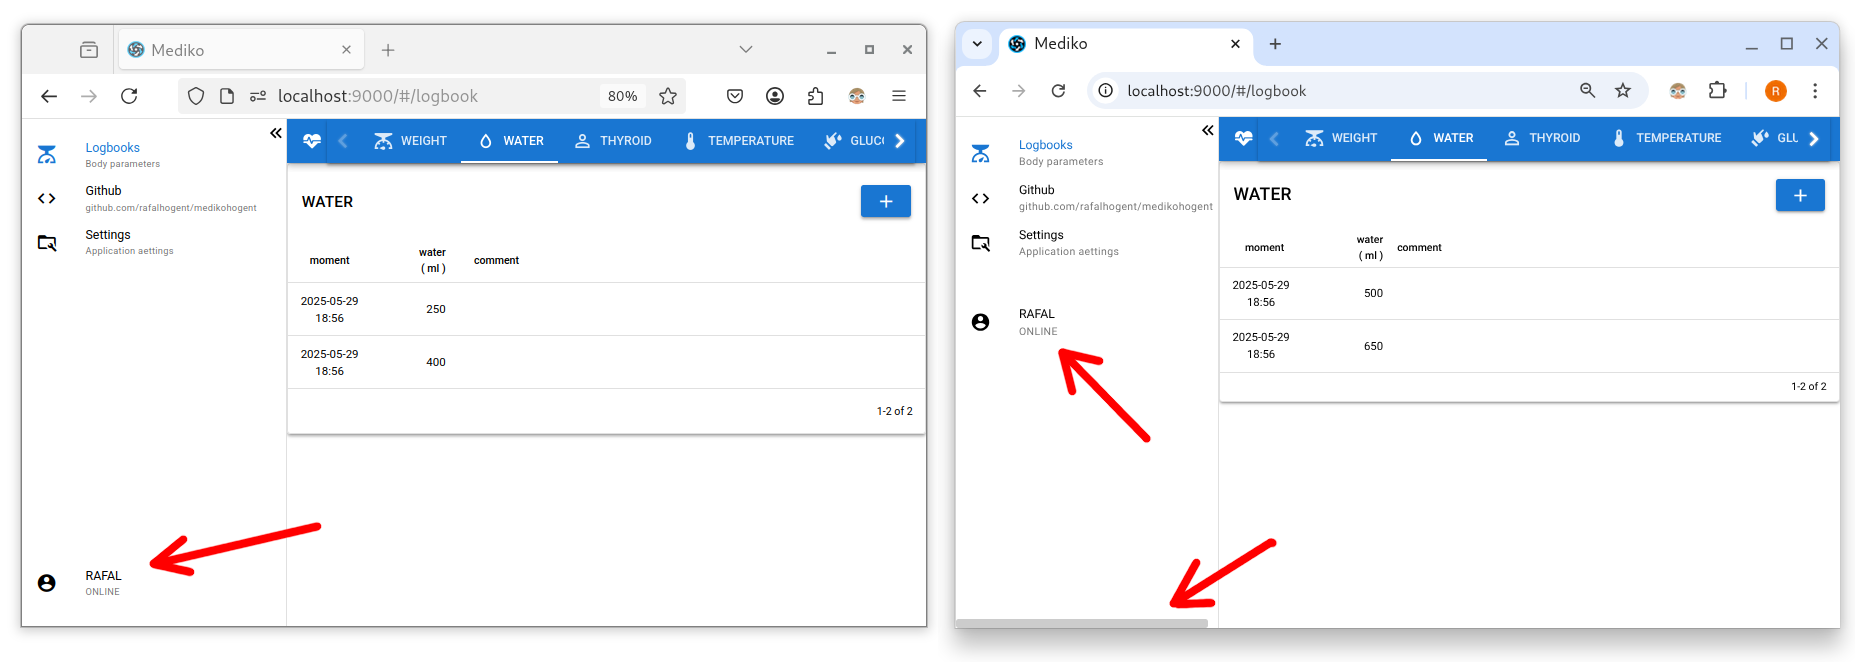 Mediko
localhost:9000/#/logbook
80%
Logbooks
Body parameters
Github
github.com/rafalhogent/medikohogent
Settings
Application aettings
RAFAL
ONLINE
WEIGHT
WATER
THYROID
TEMPERATURE
GLUC
WATER
moment
water
( ml )
comment
2025-05-29
18:56
250
2025-05-29
18:56
400
1-2 of 2
Mediko
localhost:9000/#/logbook
R
Logbooks
Body parameters
Github
github.com/rafalhogent/medikohogent
Settings
Application aettings
RAFAL
ONLINE
WEIGHT
WATER
THYROID
TEMPERATURE
GLU
WATER
moment
water
( ml )
comment
2025-05-29
18:56
500
2025-05-29
18:56
650
1-2 of 2